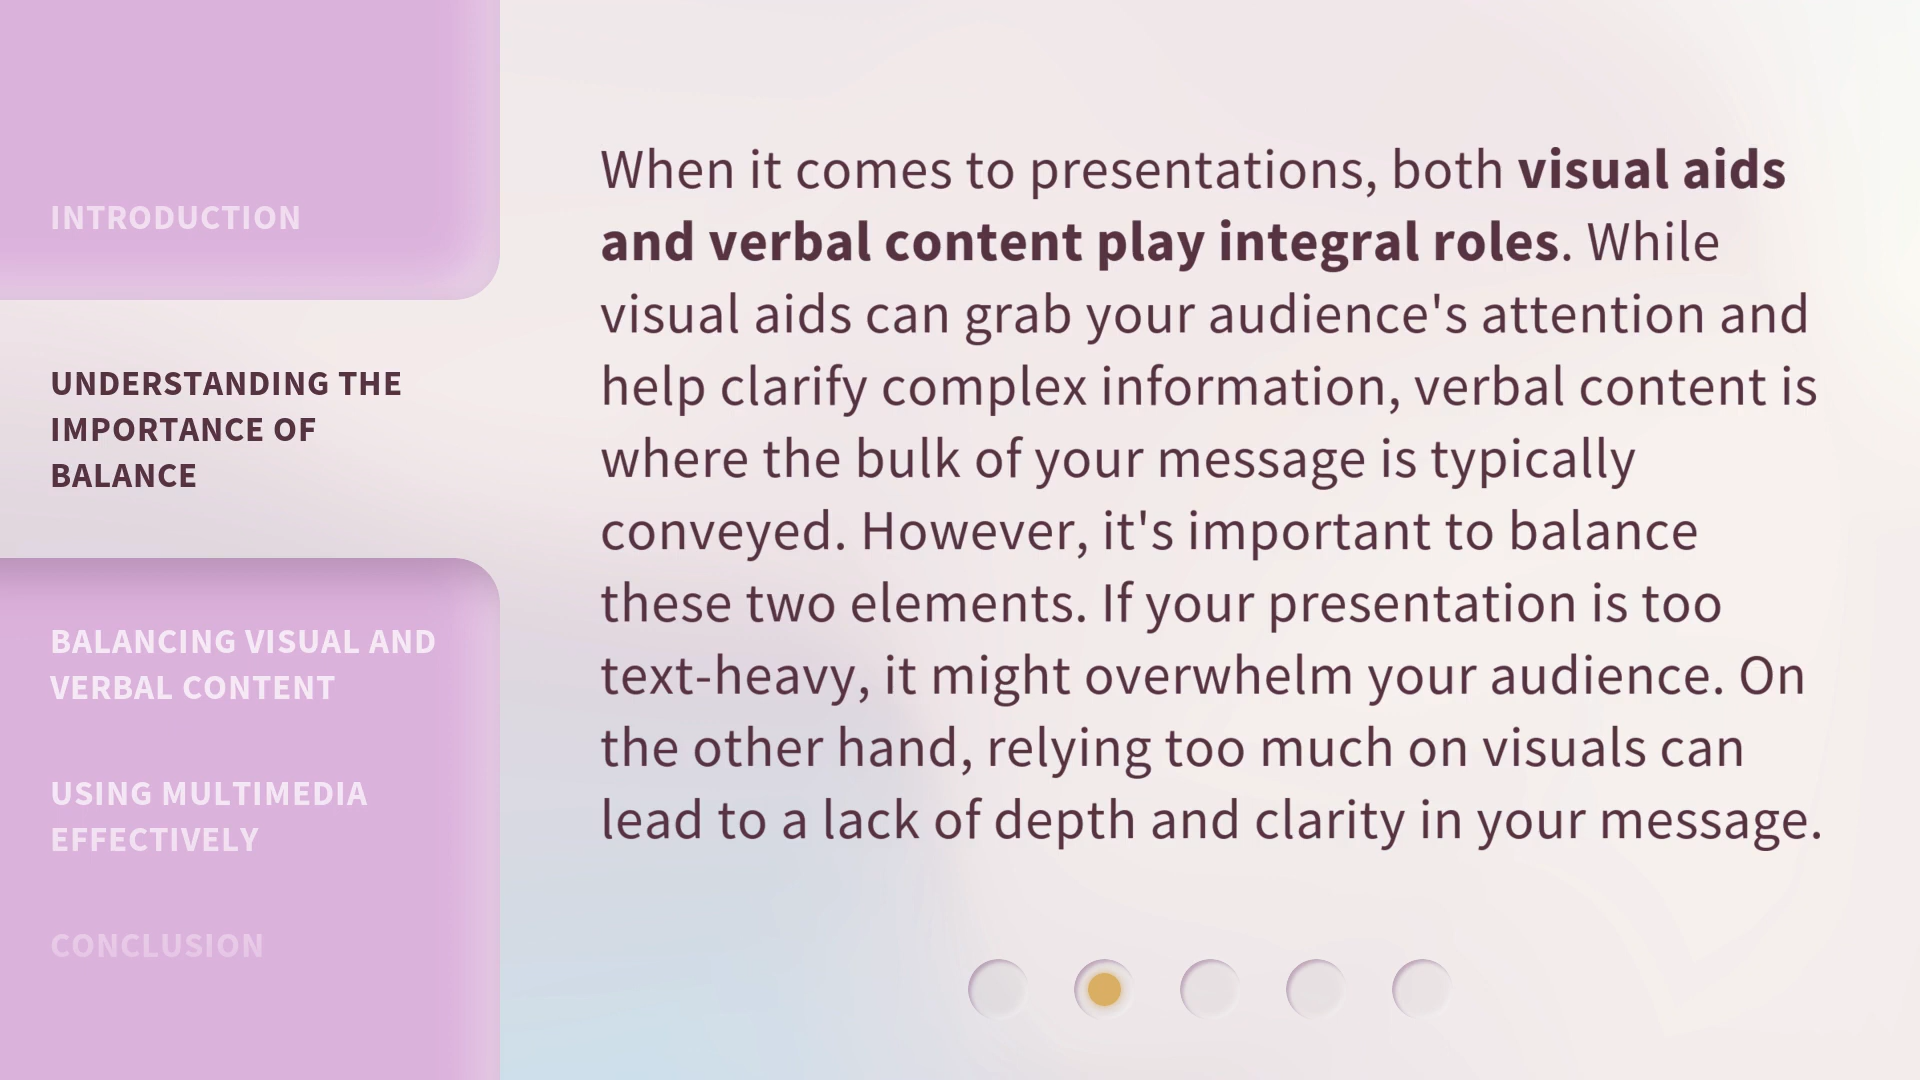 INTRODUCTION
UNDERSTANDING THE
IMPORTANCE OF
BALANCE
BALANCING VISUAL AND
VERBAL CONTENT
USING MULTIMEDIA
EFFECTIVELY
CONCLUSION
When it comes to presentations, both visual aids
and verbal content play integral roles. While
visual aids can grab your audience's attention and
help clarify complex information, verbal content is
where the bulk of your message is typically
conveyed. However, it's important to balance
these two elements. If your presentation is too
text-heavy, it might overwhelm your audience. On
the other hand, relying too much on visuals can
lead to a lack of depth and clarity in your message.